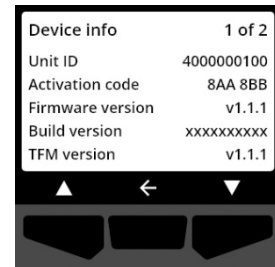 Device info 1 of 2
Unit ID 4000000100
Activation code 8AA 8BB
Firmware version v1.1.1
Build version xxxxxxxxxx
TFM version v1.1.1